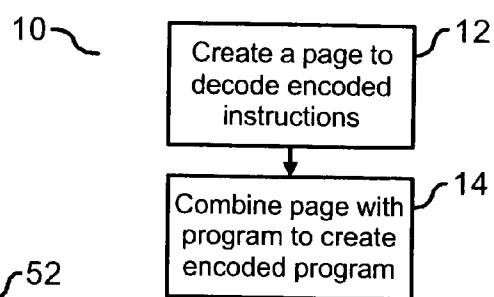 10
12
Create a page to
decode encoded
instructions
14
Combine page with
program to create
encoded program
52